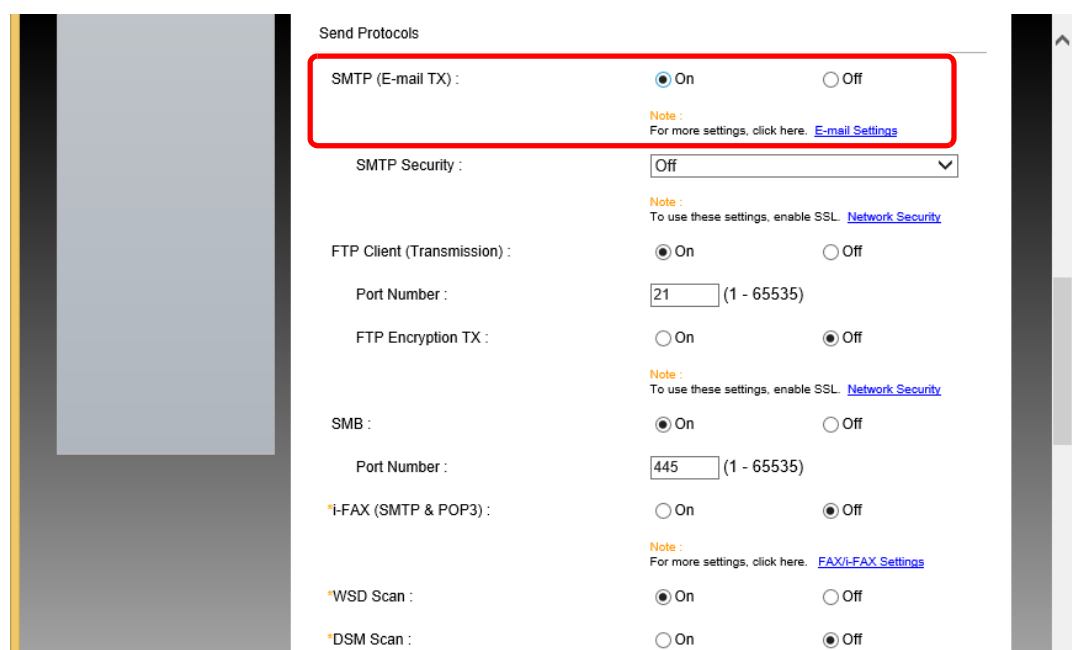 Send Protocols
SMTP (E-mail TX) : On Off
Note :
For more settings, click here. E-mail Settings
SMTP Security : Off
Note :
To use these settings, enable SSL. Network Security
FTP Client (Transmission) : On Off
Port Number : 21 (1 - 65535)
FTP Encryption TX : On Off
Note :
To use these settings, enable SSL. Network Security
SMB : On Off
Port Number : 445 (1 - 65535)
*i-FAX (SMTP & POP3) : On Off
Note :
For more settings, click here. FAX/i-FAX Settings
*WSD Scan : On Off
*DSM Scan : On Off